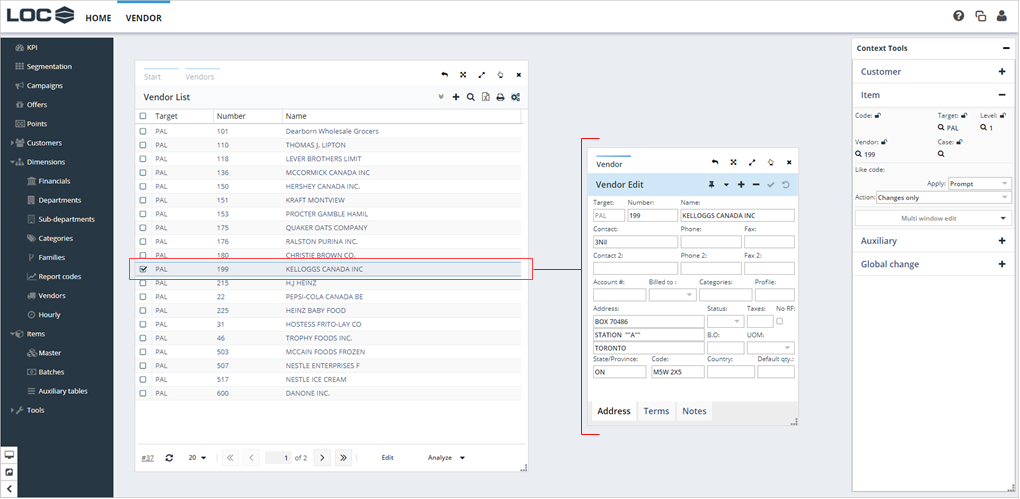 LOC
HOME
VENDOR
KPI
Segmentation
Campaigns
Offers
Points
Customers
Dimensions
Financials
Departments
Sub-departments
Categories
Families
Report codes
Vendors
Hourly
Items
Master
Batches
Auxiliary tables
Tools
Start Vendors
Vendor List
Target Number Name
PAL 101 Dearborn Wholesale Grocers
PAL 110 THOMAS J. LIPTON
PAL 118 LEVER BROTHERS LIMIT
PAL 136 MCCORMICK CANADA INC
PAL 150 HERSHEY CANADA INC.
PAL 151 KRAFT MONTVIEW
PAL 153 PROCTER GAMBLE HAMIL
PAL 175 QUAKER OATS COMPANY
PAL 176 RALSTON PURINA INC.
PAL 180 CHRISTIE BROWN CO.
PAL 199 KELLOGGS CANADA INC
PAL 215 H.J HEINZ
PAL 22 PEPSI-COLA CANADA BE
PAL 225 HEINZ BABY FOOD
PAL 31 HOSTESS FRITO-LAY CO
PAL 46 TROPHY FOODS INC.
PAL 503 MCCAIN FOODS FROZEN
PAL 507 NESTLE ENTERPRISES F
PAL 517 NESTLE ICE CREAM
PAL 600 DANONE INC.
#37 20 1 of 2 Edit Analyze
Vendor
Vendor Edit
Target: Number: Name:
PAL 199 KELLOGGS CANADA INC
Contact: Phone: Fax:
3Nil
Contact 2: Phone 2: Fax 2:
Account #: Billed to : Categories: Profile:
Address: Status: Taxes: No RF:
BOX 70486
STATION ""A"" B.O: UOM:
TORONTO
State/Province: Code: Country: Default qty.:
ON M5W 2X5
Address Terms Notes
Context Tools
Customer
Item
Code: Target: Level:
PAL 1
Vendor: Case:
199
Like code:
Apply: Prompt
Action: Changes only
Multi window edit
Auxiliary
Global change